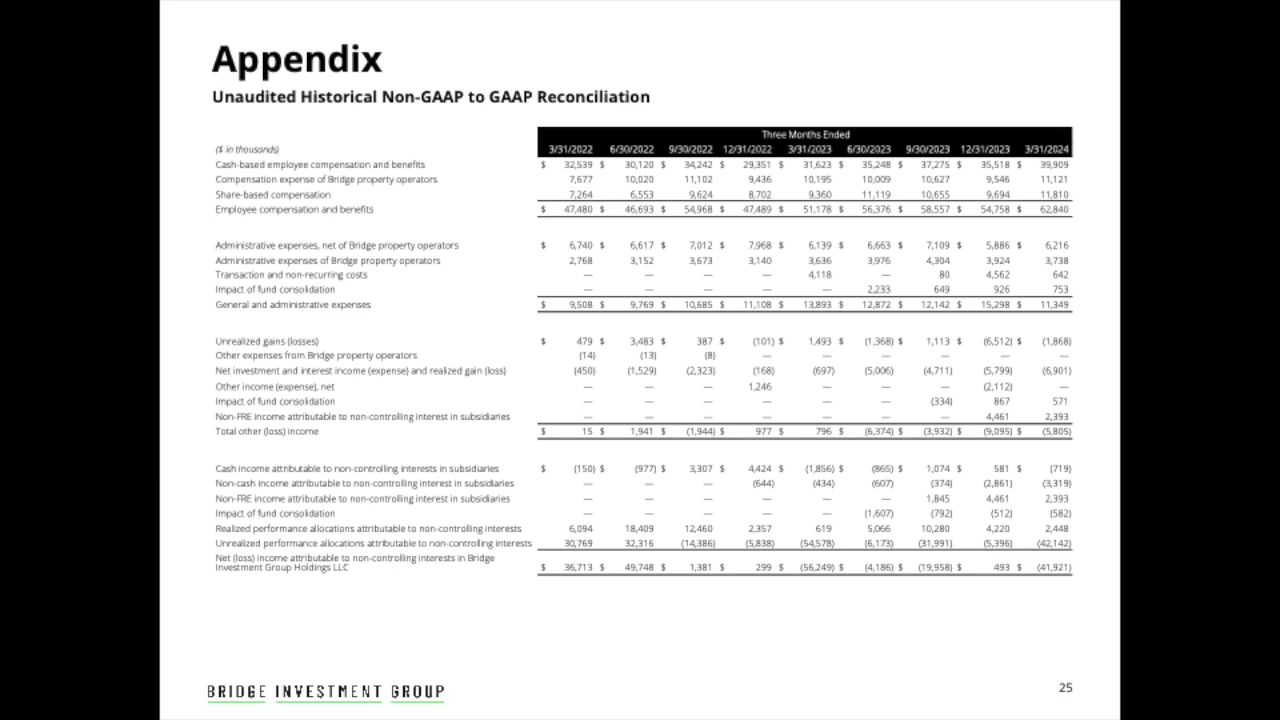 Appendix
Unaudited Historical Non-GAAP to GAAP Reconciliation
Three Months Ended
($ in thousands) 3/31/2022 6/30/2022 9/30/2022 12/31/2022 3/31/2023 6/30/2023 9/30/2023 12/31/2023 3/31/2024
Cash-based employee compensation and benefits $ 32,539 $ 30,120 $ 34,242 $ 29,351 $ 31,623 $ 35,248 $ 37,275 $ 35,518 $ 39,909
Compensation expense of Bridge property operators 7,677 10,020 11,102 9,436 10,195 10,009 10,627 9,546 11,121
Share-based compensation 7,264 6,553 9,624 8,702 9,360 11,119 10,655 9,694 11,810
Employee compensation and benefits $ 47,480 $ 46,693 $ 54,968 $ 47,489 $ 51,178 $ 56,376 $ 58,557 $ 54,758 $ 62,840
Administrative expenses, net of Bridge property operators $ 6,740 $ 6,617 $ 7,012 $ 7,968 $ 6,139 $ 6,663 $ 7,109 $ 5,886 $ 6,216
Administrative expenses of Bridge property operators 2,768 3,152 3,673 3,140 3,636 3,976 4,304 3,924 3,738
Transaction and non-recurring costs — — — — 4,118 — 80 4,562 642
Impact of fund consolidation — — — — — 2,233 649 926 753
General and administrative expenses $ 9,508 $ 9,769 $ 10,685 $ 11,108 $ 13,893 $ 12,872 $ 12,142 $ 15,298 $ 11,349
Unrealized gains (losses) $ 479 $ 3,483 $ 387 $ (101) $ 1,493 $ (1,368) $ 1,113 $ (6,512) $ (1,868)
Other expenses from Bridge property operators (14) (13) (8) — — — — — —
Net investment and interest income (expense) and realized gain (loss) (450) (1,529) (2,323) (168) (697) (5,006) (4,711) (5,799) (6,901)
Other income (expense), net — — — 1,246 — — — (2,112) —
Impact of fund consolidation — — — — — — (334) 867 571
Non-FRE income attributable to non-controlling interest in subsidiaries — — — — — — — 4,461 2,393
Total other (loss) income $ 15 $ 1,941 $ (1,944) $ 977 $ 796 $ (6,374) $ (3,932) $ (9,095) $ (5,805)
Cash income attributable to non-controlling interests in subsidiaries $ (150) $ (977) $ 3,307 $ 4,424 $ (1,856) $ (865) $ 1,074 $ 581 $ (719)
Non-cash income attributable to non-controlling interest in subsidiaries — — — (644) (434) (607) (374) (2,861) (3,319)
Non-FRE income attributable to non-controlling interest in subsidiaries — — — — — — 1,845 4,461 2,393
Impact of fund consolidation — — — — — (1,607) (792) (512) (582)
Realized performance allocations attributable to non-controlling interests 6,094 18,409 12,460 2,357 619 5,066 10,280 4,220 2,448
Unrealized performance allocations attributable to non-controlling interests 30,769 32,316 (14,386) (5,838) (54,578) (6,173) (31,991) (5,396) (42,142)
Net (loss) income attributable to non-controlling interests in Bridge
Investment Group Holdings LLC $ 36,713 $ 49,748 $ 1,381 $ 299 $ (56,249) $ (4,186) $ (19,958) $ 493 $ (41,921)
BRIDGE INVESTMENT GROUP
25